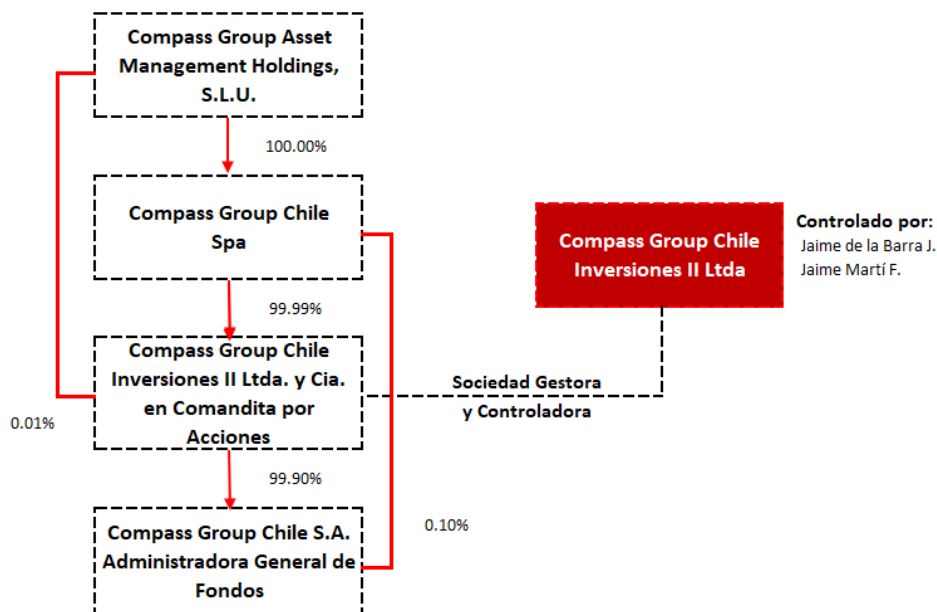 Compass Group Asset
Management Holdings,
S.L.U.
100.00%
Compass Group Chile
Spa
99.99%
Compass Group Chile
Inversiones II Ltda. y Cia.
en Comandita por
Acciones
0.01%
99.90%
Compass Group Chile S.A.
Administradora General de
Fondos
0.10%
Sociedad Gestora
y Controladora
Compass Group Chile
Inversiones II Ltda
Controlado por:
Jaime de la Barra J.
Jaime Martí F.